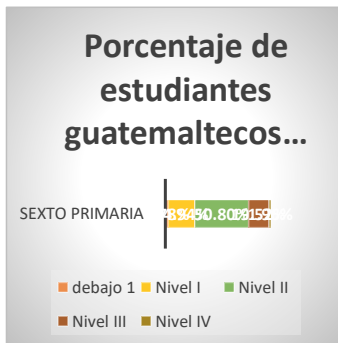 Porcentaje de
estudiantes
guatemaltecos…
SEXTO PRIMARIA
debajo 1 Nivel I Nivel II
Nivel III Nivel IV